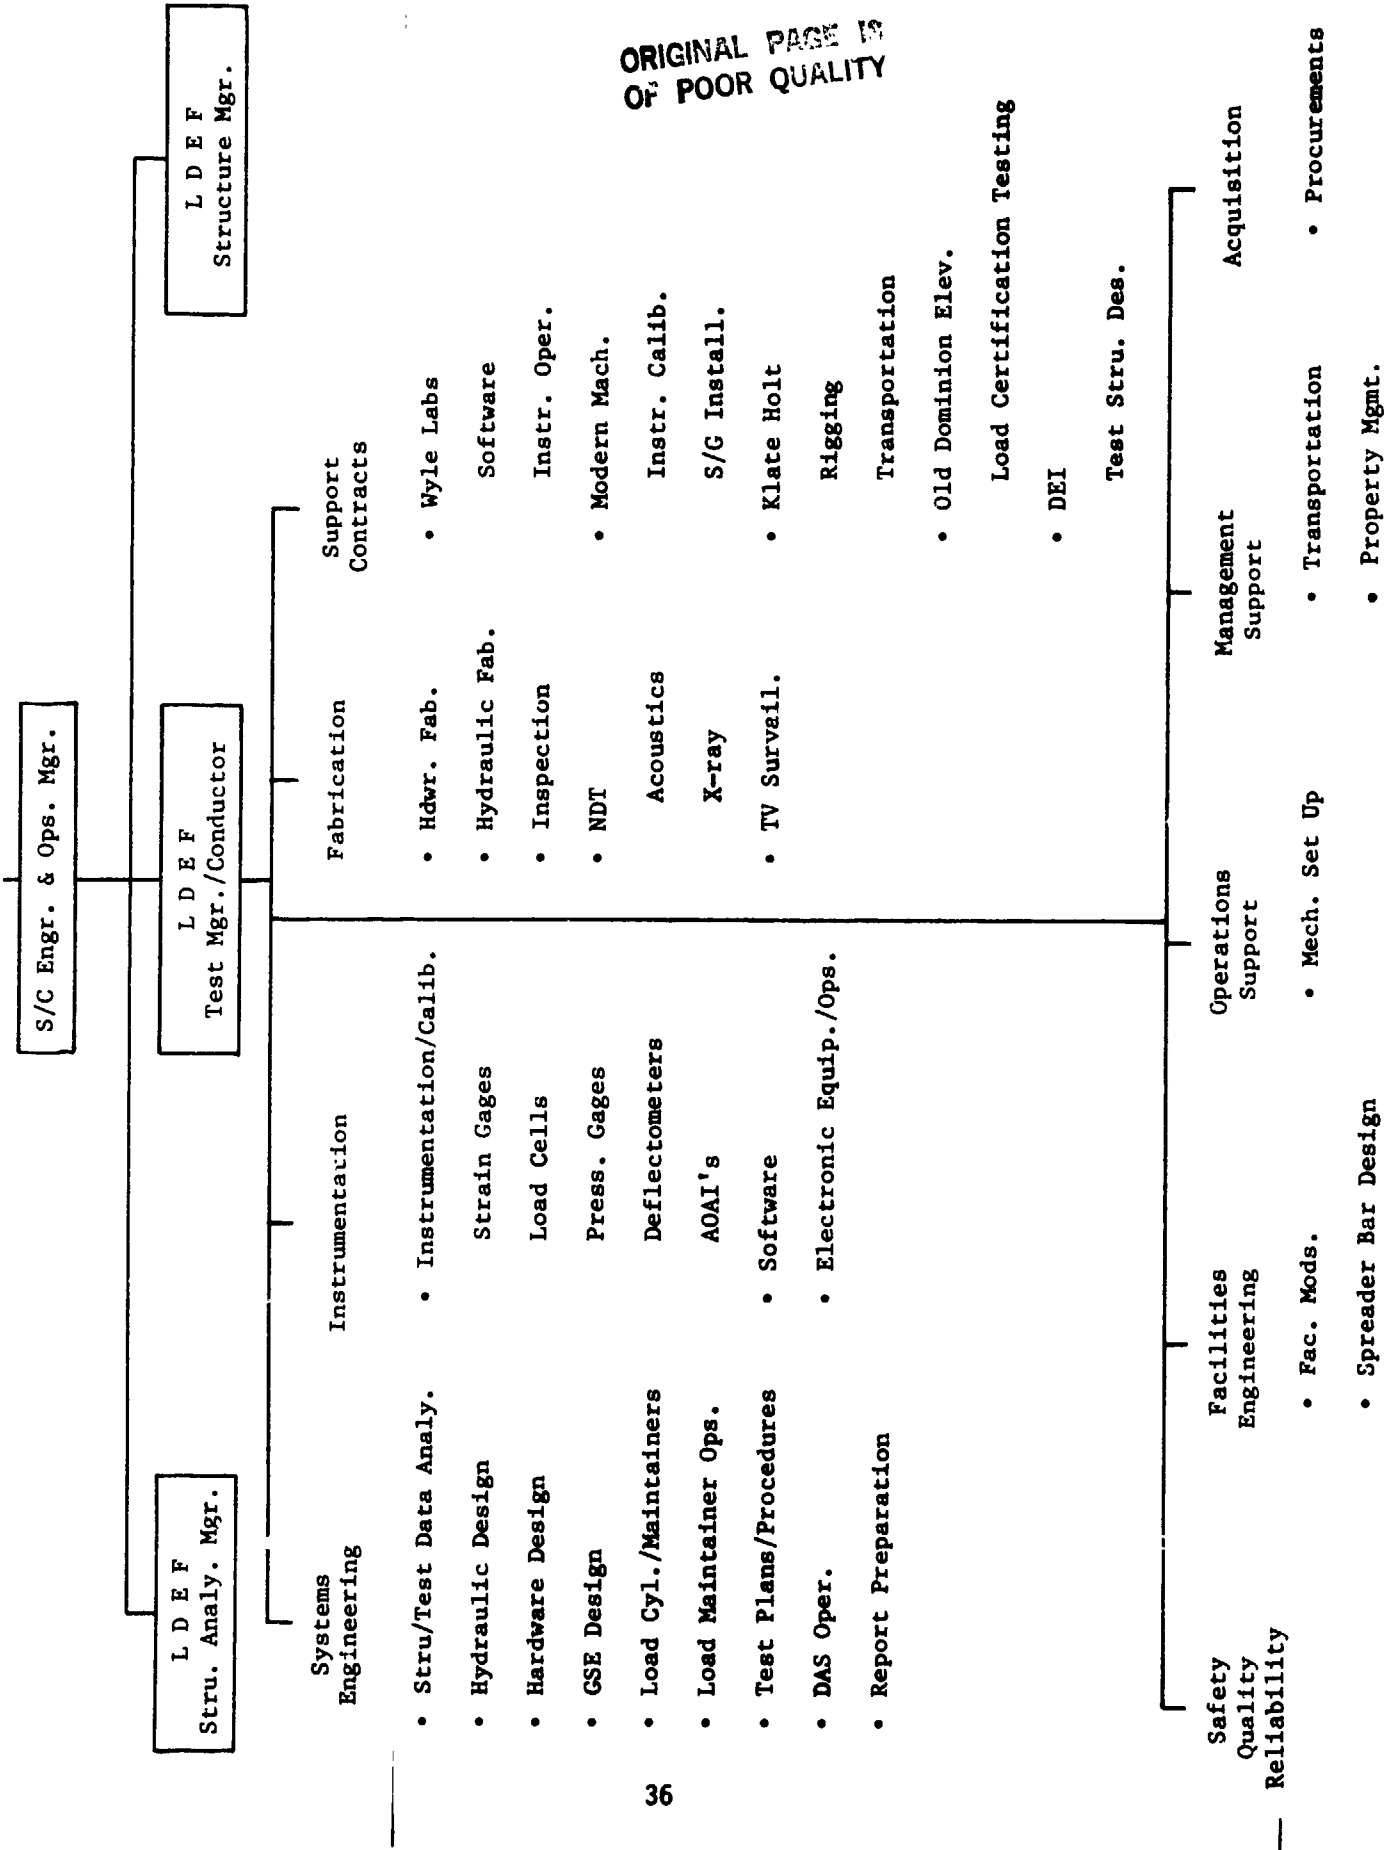 S/C Engr. & Ops. Mgr.
L D E F
Stru. Analy. Mgr.
L D E F
Test Mgr./Conductor
L D E F
Structure Mgr.
Systems
Engineering
• Stru/Test Data Analy.
• Hydraulic Design
• Hardware Design
• GSE Design
• Load Cyl./Maintainers
• Load Maintainer Ops.
• Test Plans/Procedures
• DAS Oper.
• Report Preparation
Instrumentation
• Instrumentation/Calib.
Strain Gages
Load Cells
Press. Gages
Deflectometers
AOAI's
• Software
• Electronic Equip./Ops.
Fabrication
• Hdwr. Fab.
• Hydraulic Fab.
• Inspection
• NDT
Acoustics
X-ray
• TV Survail.
Support
Contracts
• Wyle Labs
Software
Instr. Oper.
• Modern Mach.
Instr. Calib.
S/G Install.
• Klate Holt
Rigging
Transportation
• Old Dominion Elev.
Load Certification Testing
• DEI
Test Stru. Des.
Safety
Quality
Reliability
Facilities
Engineering
• Fac. Mods.
• Spreader Bar Design
Operations
Support
• Mech. Set Up
Management
Support
• Transportation
• Property Mgmt.
Acquisition
• Procurements
ORIGINAL PAGE IS
OF POOR QUALITY
36